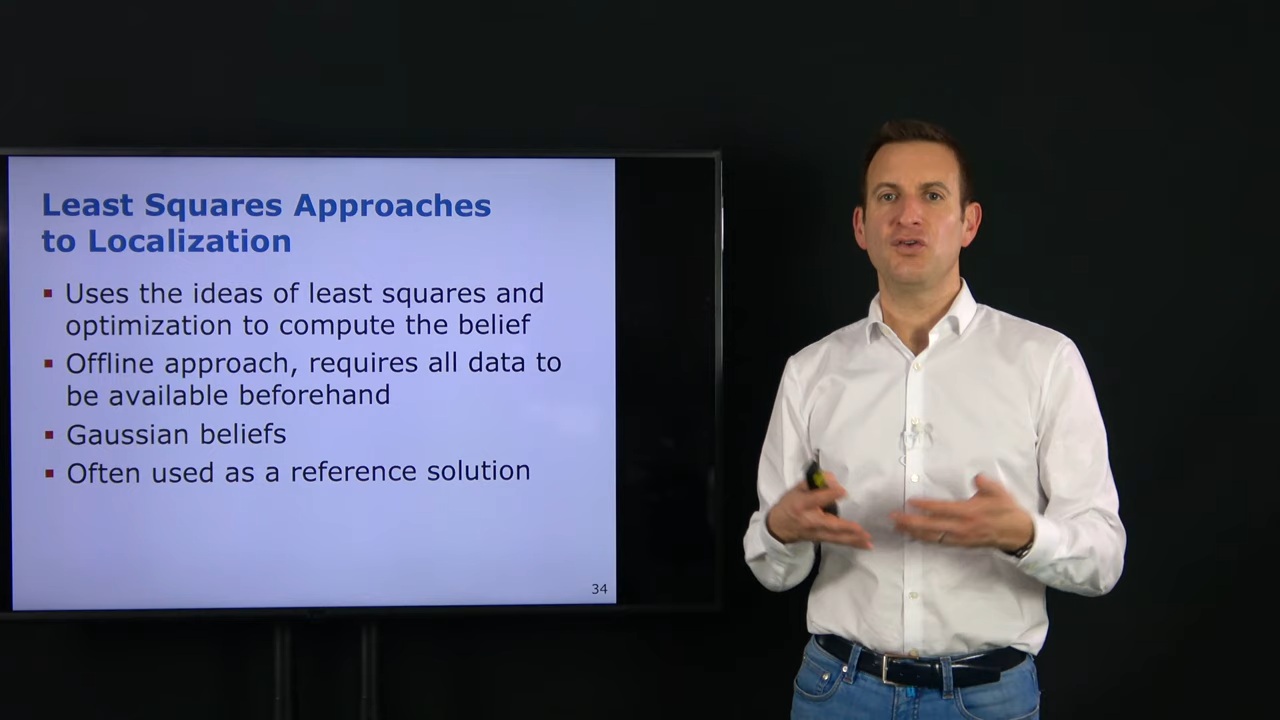 Least Squares Approaches
to Localization
Uses the ideas of least squares and
optimization to compute the belief
Offline approach, requires all data to
be available beforehand
Gaussian beliefs
Often used as a reference solution
34